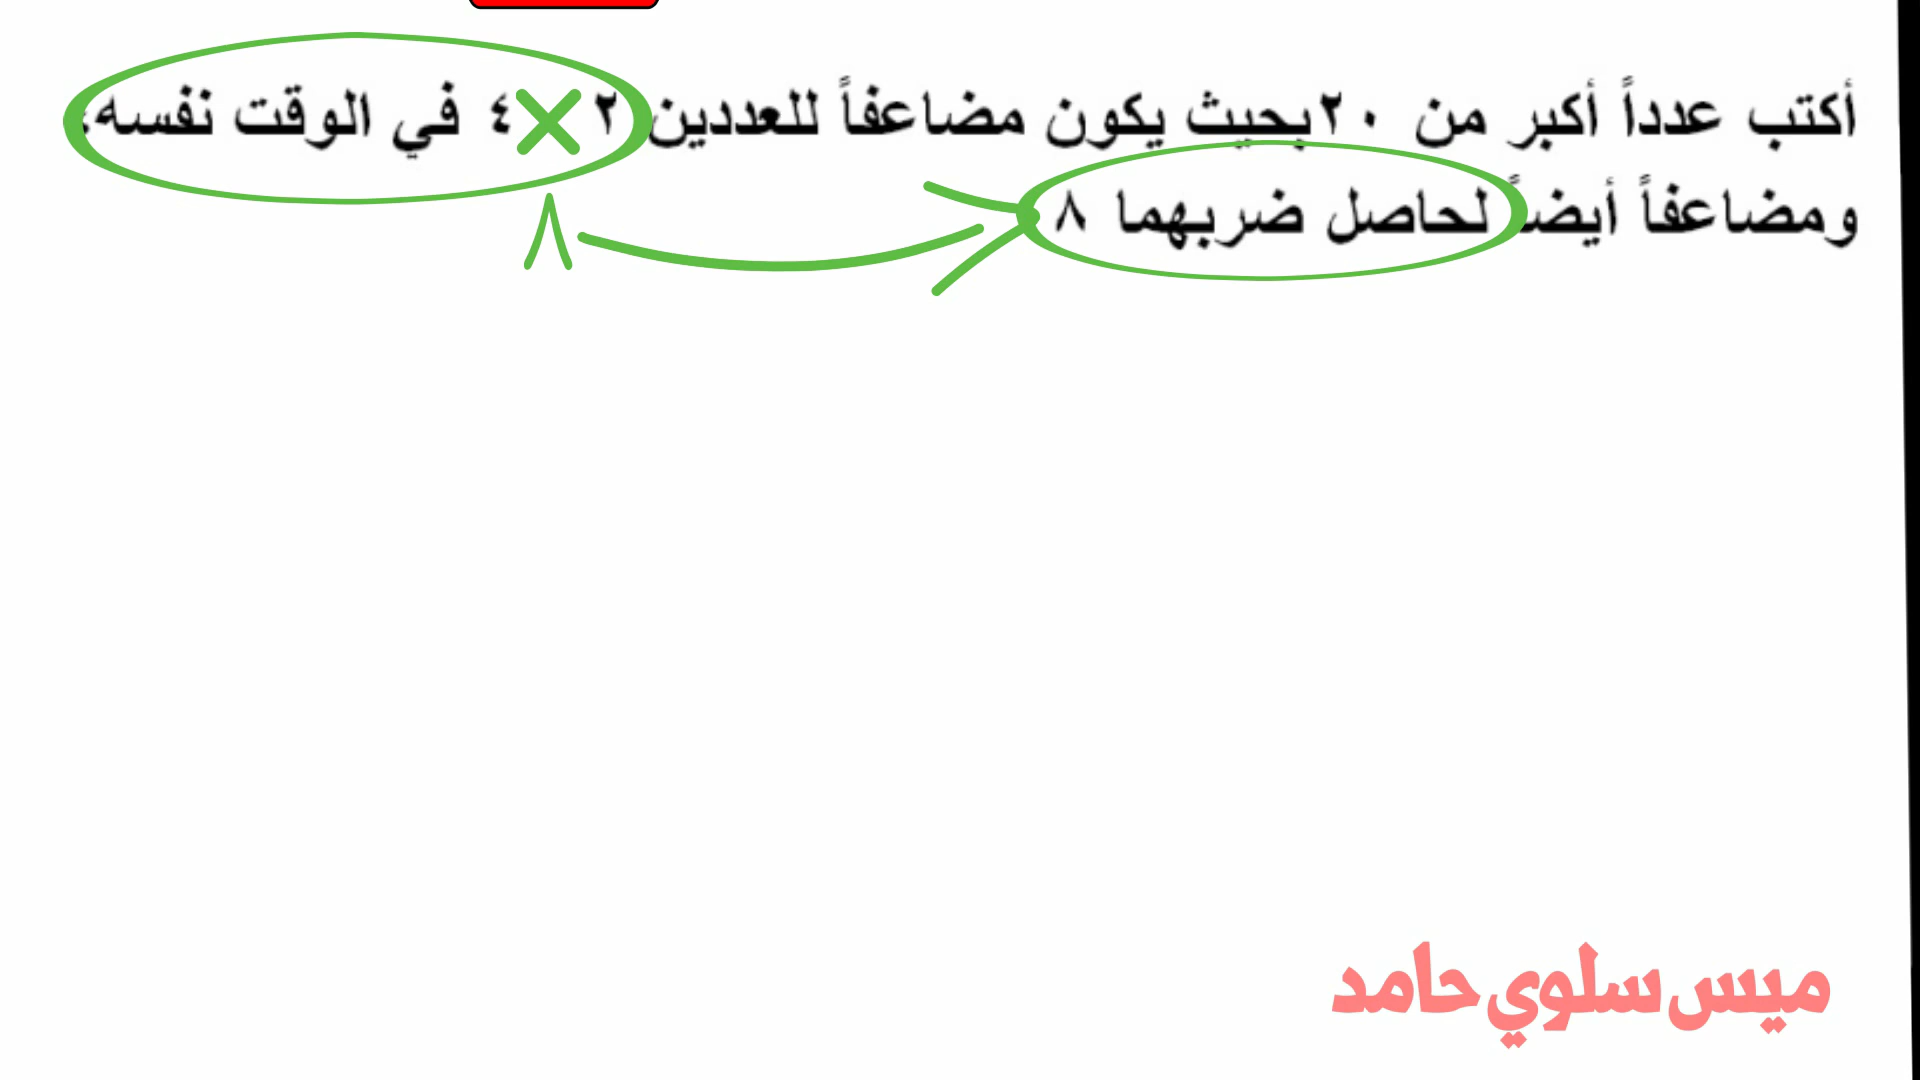 أكتب عدداً أكبر من ٢٠ بحيث يكون مضاعفاً للعددين ٢ × ٤ في الوقت نفسه،
ومضاعفاً أيضاً لحاصل ضربهما ٨
٨
ميس سلوي حامد